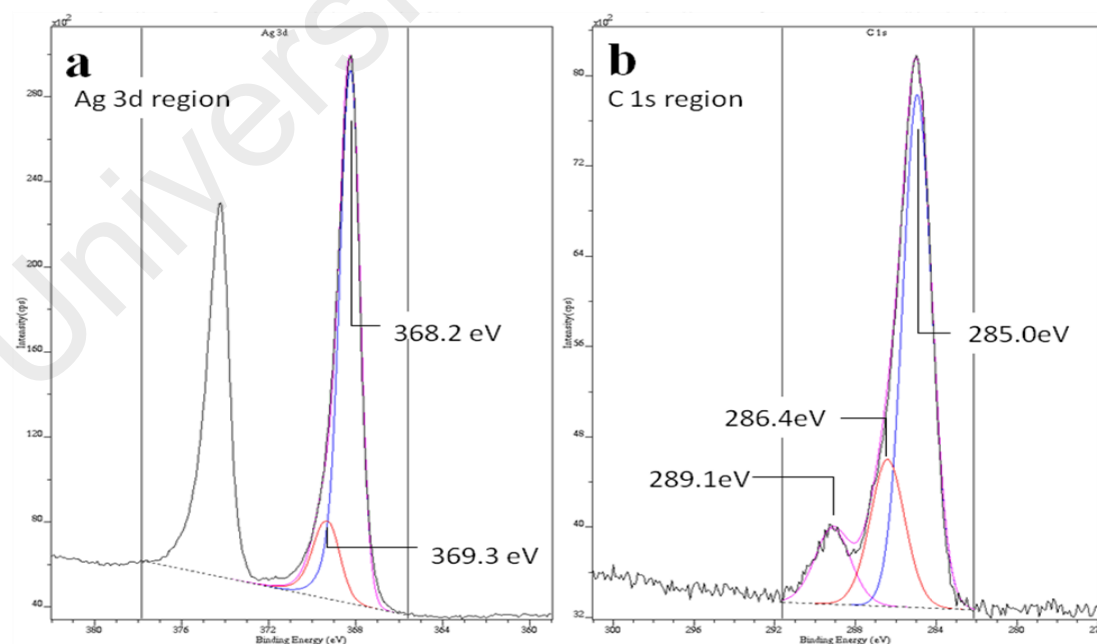 x10²
Ag 3d
a
Ag 3d region
280
240
200
160
120
80
40
Intensity(cps)
368.2 eV
369.3 eV
380
376
372
368
364
360
Binding Energy (eV)
x10²
C 1s
b
C 1s region
80
72
64
56
48
40
32
Intensity(cps)
285.0eV
286.4eV
289.1eV
296
292
288
284
280
Binding Energy (eV)
Univers